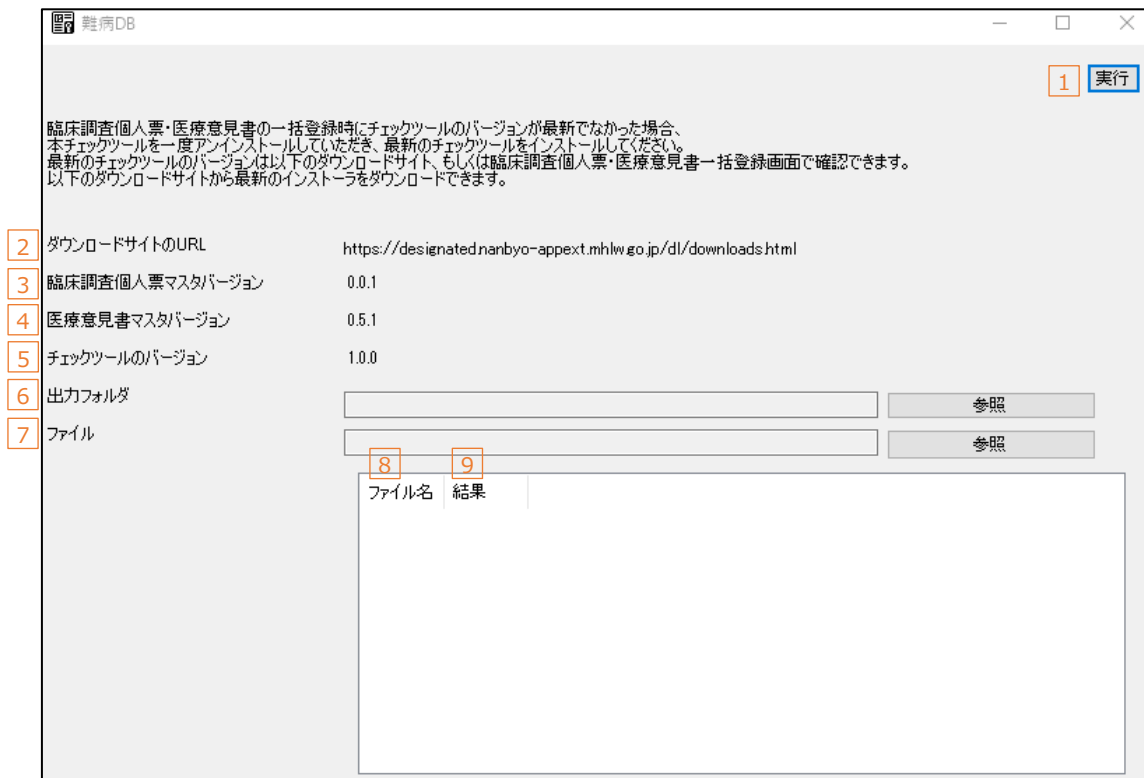 難病DB
1 実行
臨床調査個人票・医療意見書の一括登録時にチェックツールのバージョンが最新でなかった場合、
本チェックツールを一度アンインストールしていただき、最新のチェックツールをインストールしてください。
最新のチェックツールのバージョンは以下のダウンロードサイト、もしくは臨床調査個人票・医療意見書一括登録画面で確認できます。
以下のダウンロードサイトから最新のインストーラをダウンロードできます。
2 ダウンロードサイトのURL https://designated.nanbyo-appext.mhlw.go.jp/dl/downloads.html
3 臨床調査個人票マスタバージョン 0.0.1
4 医療意見書マスタバージョン 0.5.1
5 チェックツールのバージョン 1.0.0
6 出力フォルダ 参照
7 ファイル 参照
8 9
ファイル名 結果